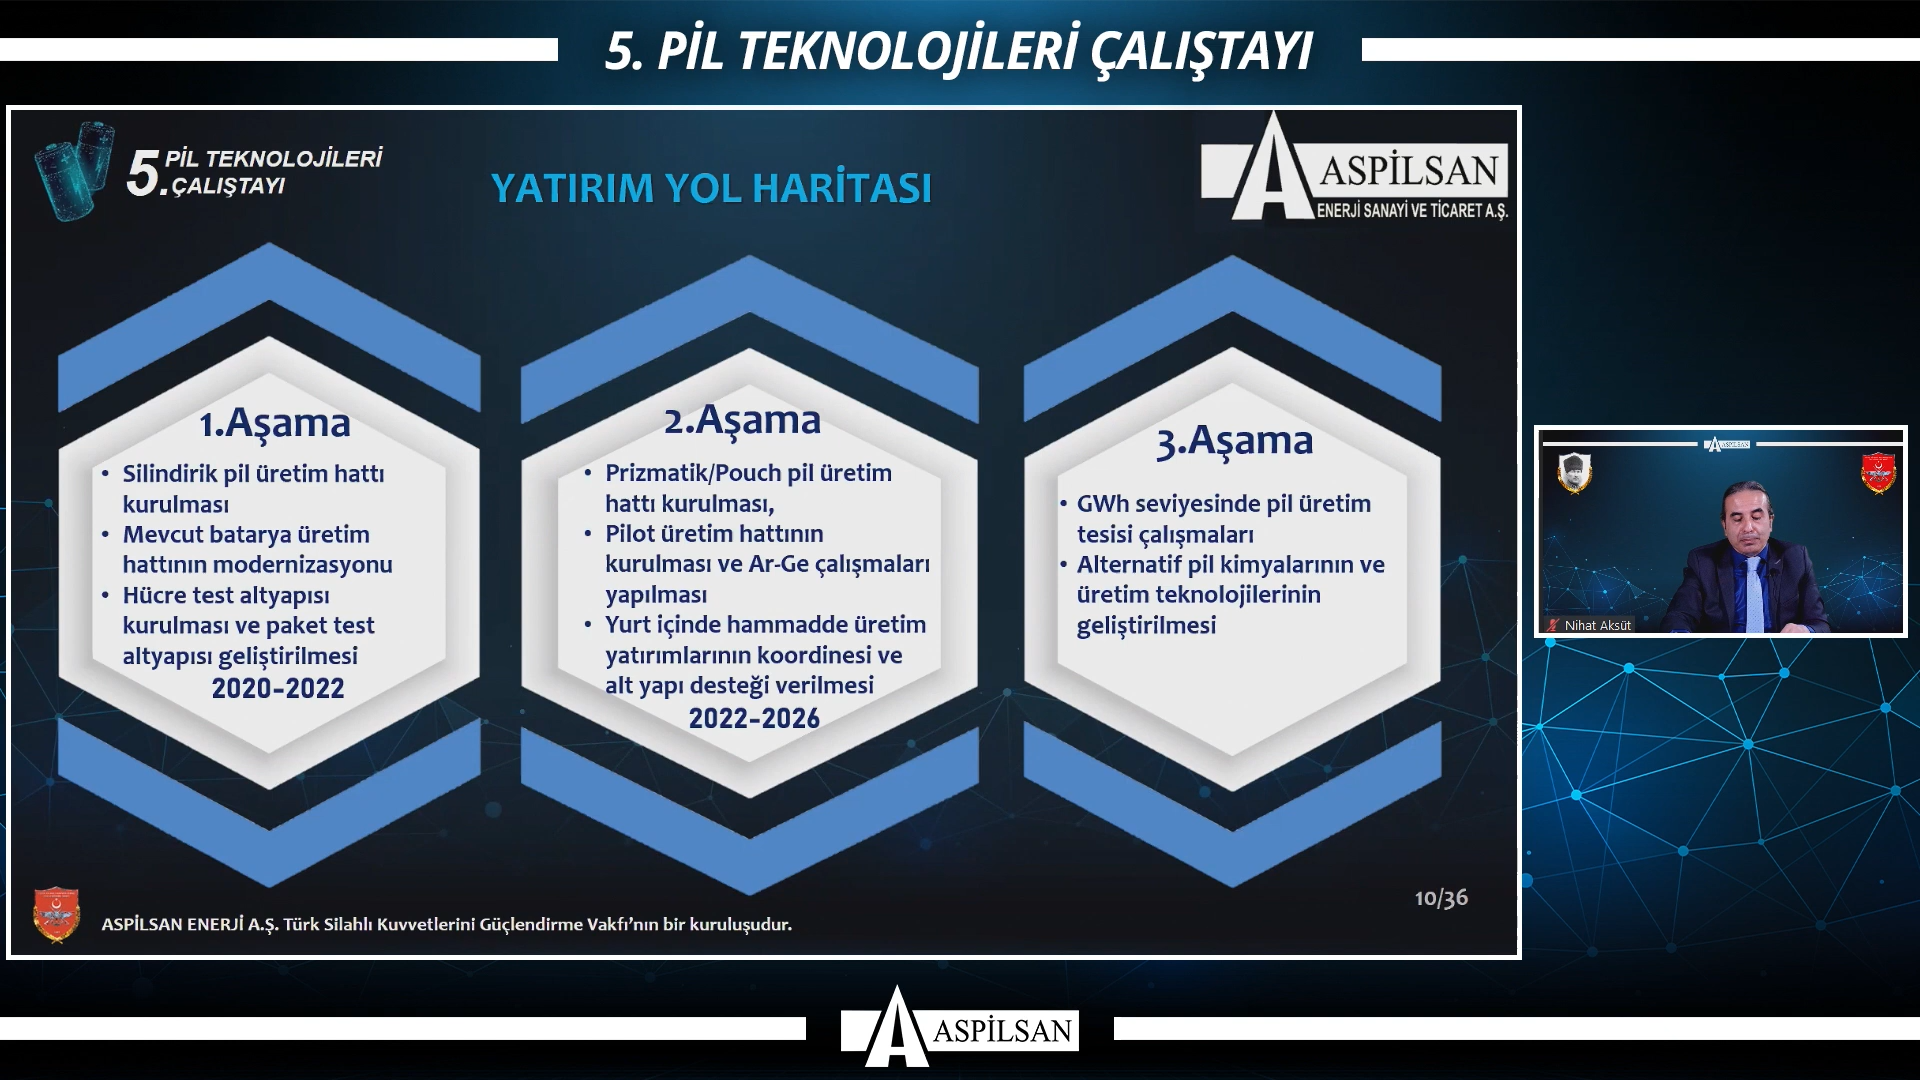 5. PİL TEKNOLOJİLERİ ÇALIŞTAYI
5. PİL TEKNOLOJİLERİ
ÇALIŞTAYI
YATIRIM YOL HARİTASI
ASPİLSAN
ENERJİ SANAYİ VE TİCARET A.Ş.
1.Aşama
• Silindirik pil üretim hattı
kurulması
• Mevcut batarya üretim
hattının modernizasyonu
• Hücre test altyapısı
kurulması ve paket test
altyapısı geliştirilmesi
2020-2022
2.Aşama
• Prizmatik/Pouch pil üretim
hattı kurulması,
• Pilot üretim hattının
kurulması ve Ar-Ge çalışmaları
yapılması
• Yurt içinde hammadde üretim
yatırımlarının koordinesi ve
alt yapı desteği verilmesi
2022-2026
3.Aşama
• GWh seviyesinde pil üretim
tesisi çalışmaları
• Alternatif pil kimyalarının ve
üretim teknolojilerinin
geliştirilmesi
10/36
ASPİLSAN ENERJİ A.Ş. Türk Silahlı Kuvvetlerini Güçlendirme Vakfı’nın bir kuruluşudur.
ASPİLSAN
Nihat Aksüt
ASPİLSAN